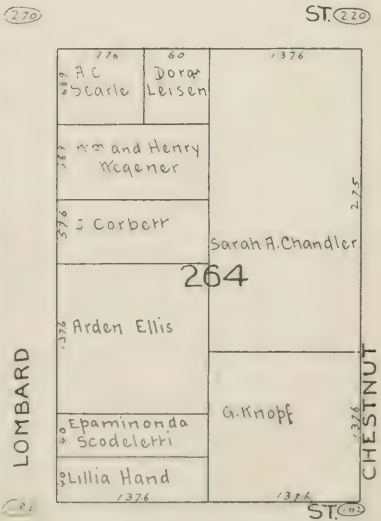 270
ST. 220
776
60
1376
A C
Searle
Dora
Leisen
and Henry
Wegener
275
Corbett
Sarah A. Chandler
264
1376
Arden Ellis
LOMBARD
CHESTNUT
G. Knopf
1376
Epaminonda
Scodeletti
Lillia Hand
1376
1376
ST.